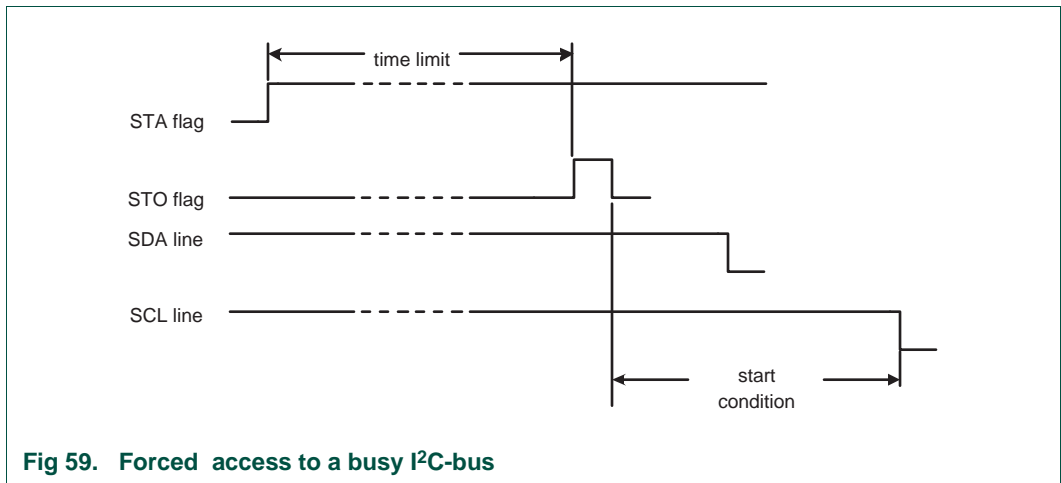 time limit
STA flag
STO flag
SDA line
SCL line
start
condition
Fig 59. Forced access to a busy I²C-bus